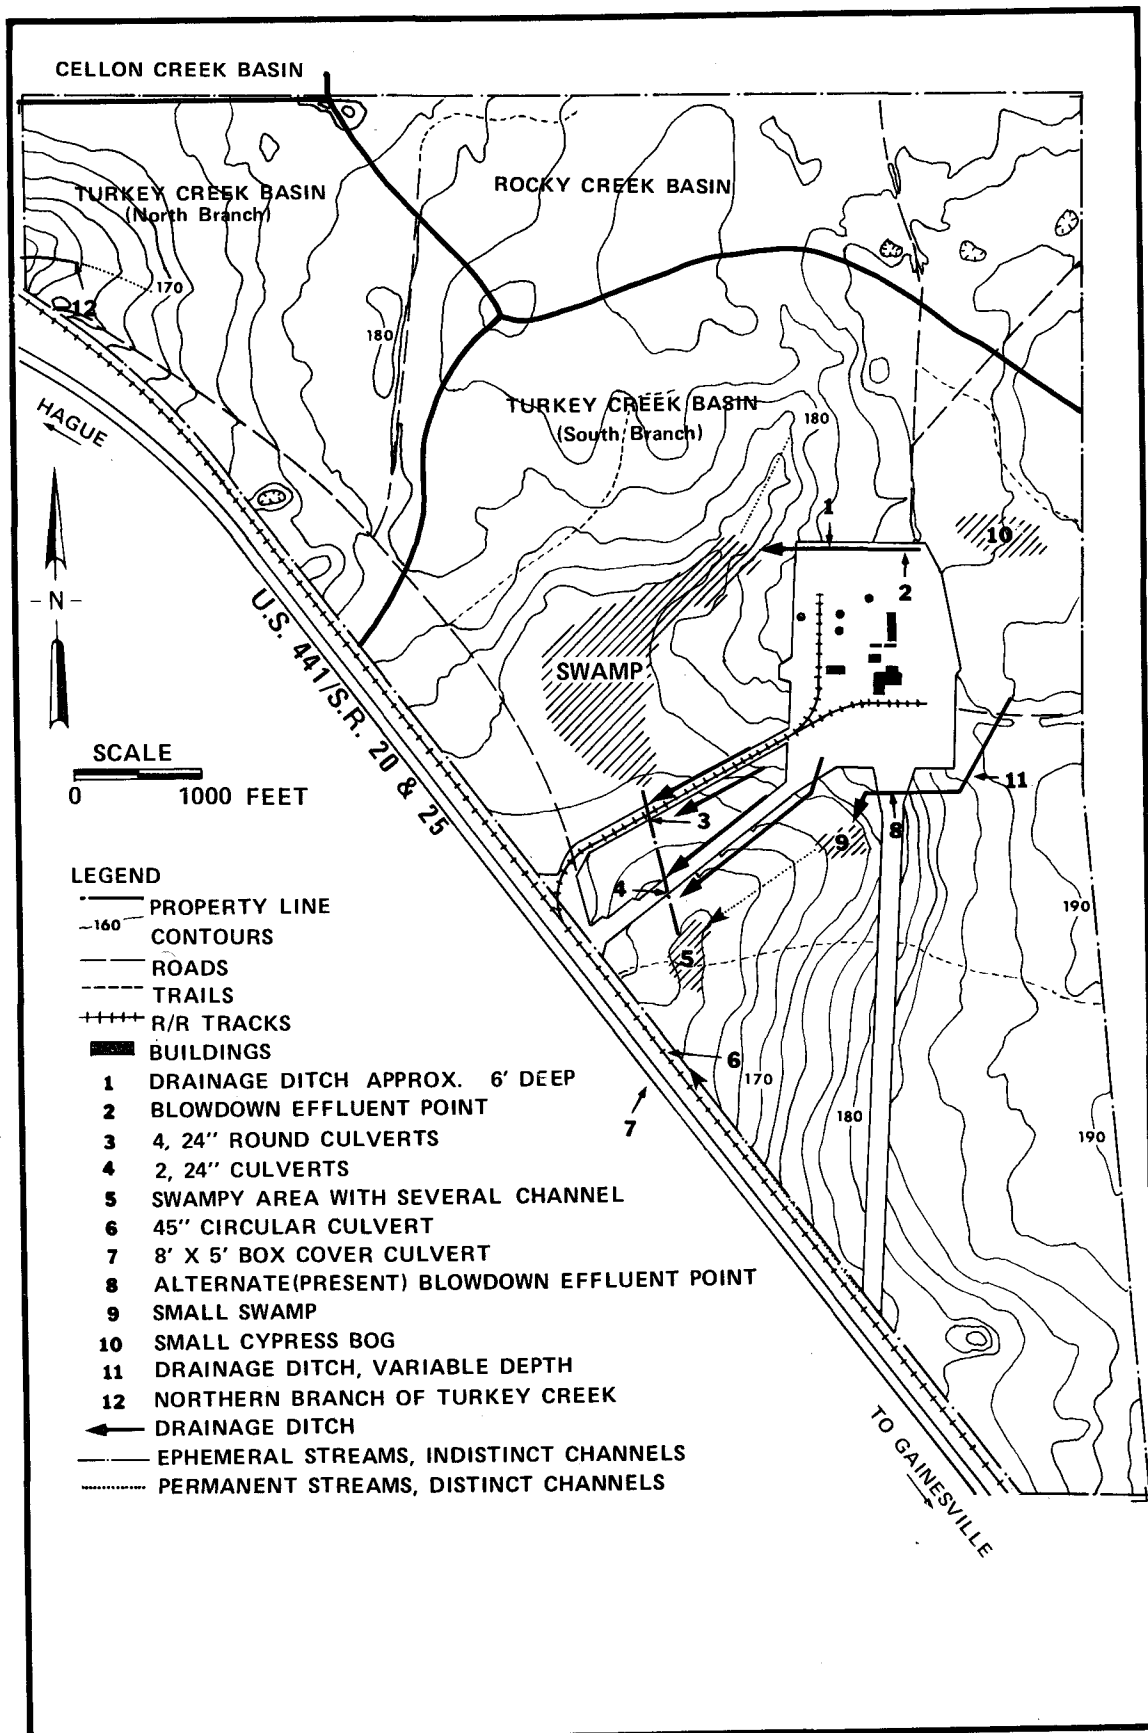 CELLON CREEK BASIN
TURKEY CREEK BASIN
(North Branch)
ROCKY CREEK BASIN
170
12
180
HAGUE
TURKEY CREEK BASIN
(South Branch)
180
1
10
2
- N -
SWAMP
U.S. 441/S.R. 20 & 25
SCALE
0 1000 FEET
11
3
8
9
4
190
5
6
170
7
180
190
LEGEND
PROPERTY LINE
160
CONTOURS
ROADS
TRAILS
R/R TRACKS
BUILDINGS
1 DRAINAGE DITCH APPROX. 6' DEEP
2 BLOWDOWN EFFLUENT POINT
3 4, 24" ROUND CULVERTS
4 2, 24" CULVERTS
5 SWAMPY AREA WITH SEVERAL CHANNEL
6 45" CIRCULAR CULVERT
7 8' X 5' BOX COVER CULVERT
8 ALTERNATE(PRESENT) BLOWDOWN EFFLUENT POINT
9 SMALL SWAMP
10 SMALL CYPRESS BOG
11 DRAINAGE DITCH, VARIABLE DEPTH
12 NORTHERN BRANCH OF TURKEY CREEK
DRAINAGE DITCH
EPHEMERAL STREAMS, INDISTINCT CHANNELS
PERMANENT STREAMS, DISTINCT CHANNELS
TO GAINESVILLE